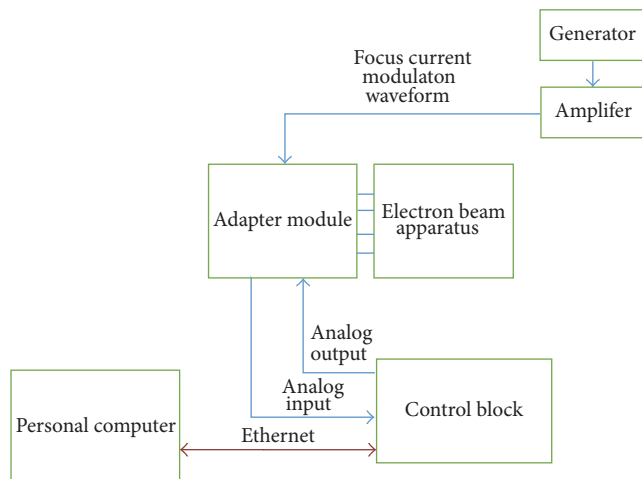 Generator
Focus current
modulaton
waveform
Amplifer
Adapter module
Electron beam
apparatus
Analog
output
Analog
input
Control block
Personal computer
Ethernet